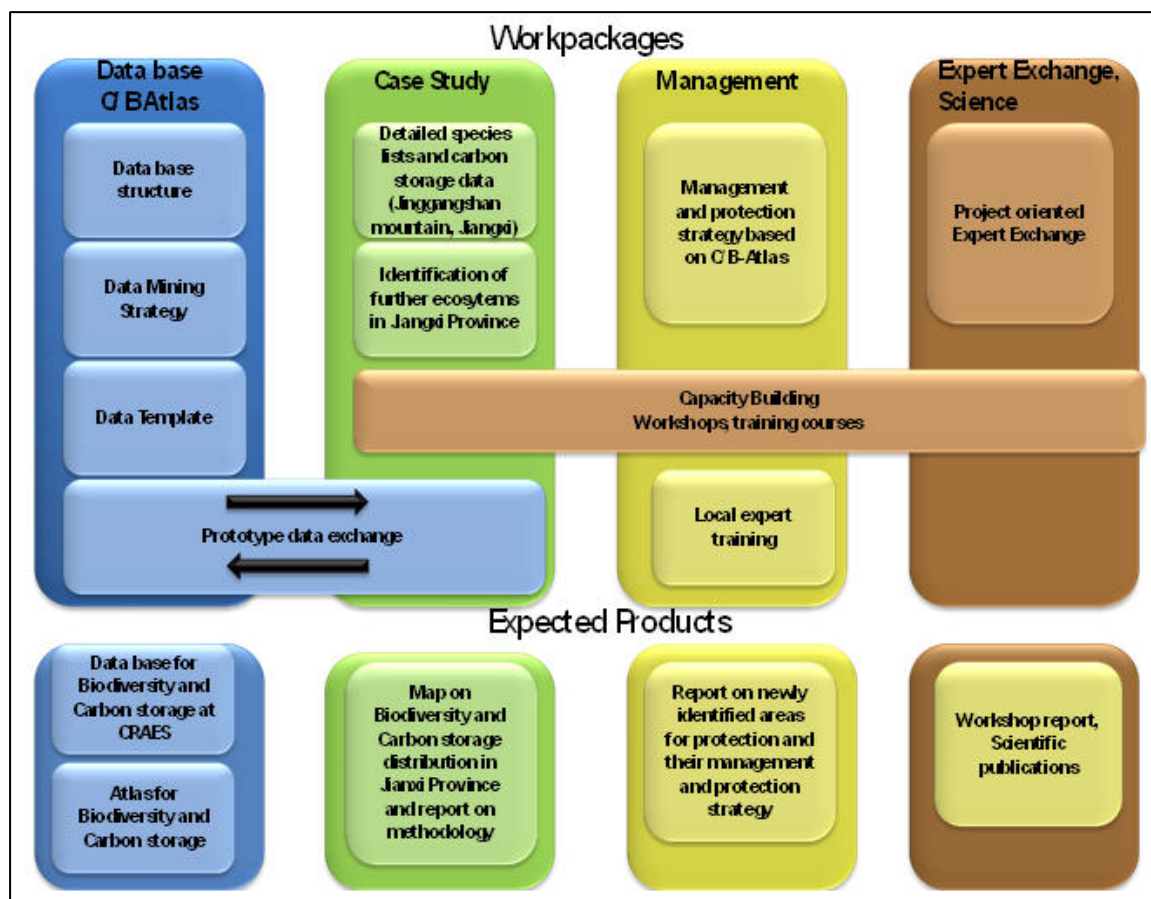 Workpackages
Data base
C/BAtlas
Data base
structure
Data Mining
Strategy
Data Template
Prototype data exchange
Case Study
Detailed species
lists and carbon
storage data
(Jinggangshan
mountain, Jiangxi)
Identification of
further ecosytems
in Jangxi Province
Management
Management
and protection
strategy based
on C/B-Atlas
Capacity Building
Workshops, training courses
Local expert
training
Expert Exchange,
Science
Project oriented
Expert Exchange
Expected Products
Data base for
Biodiversity and
Carbon storage at
CRAES
Atlas for
Biodiversity and
Carbon storage
Map on
Biodiversity and
Carbon storage
distribution in
Jianxi Province
and report on
methodology
Report on newly
identified areas
for protection and
their management
and protection
strategy
Workshop report,
Scientific
publications